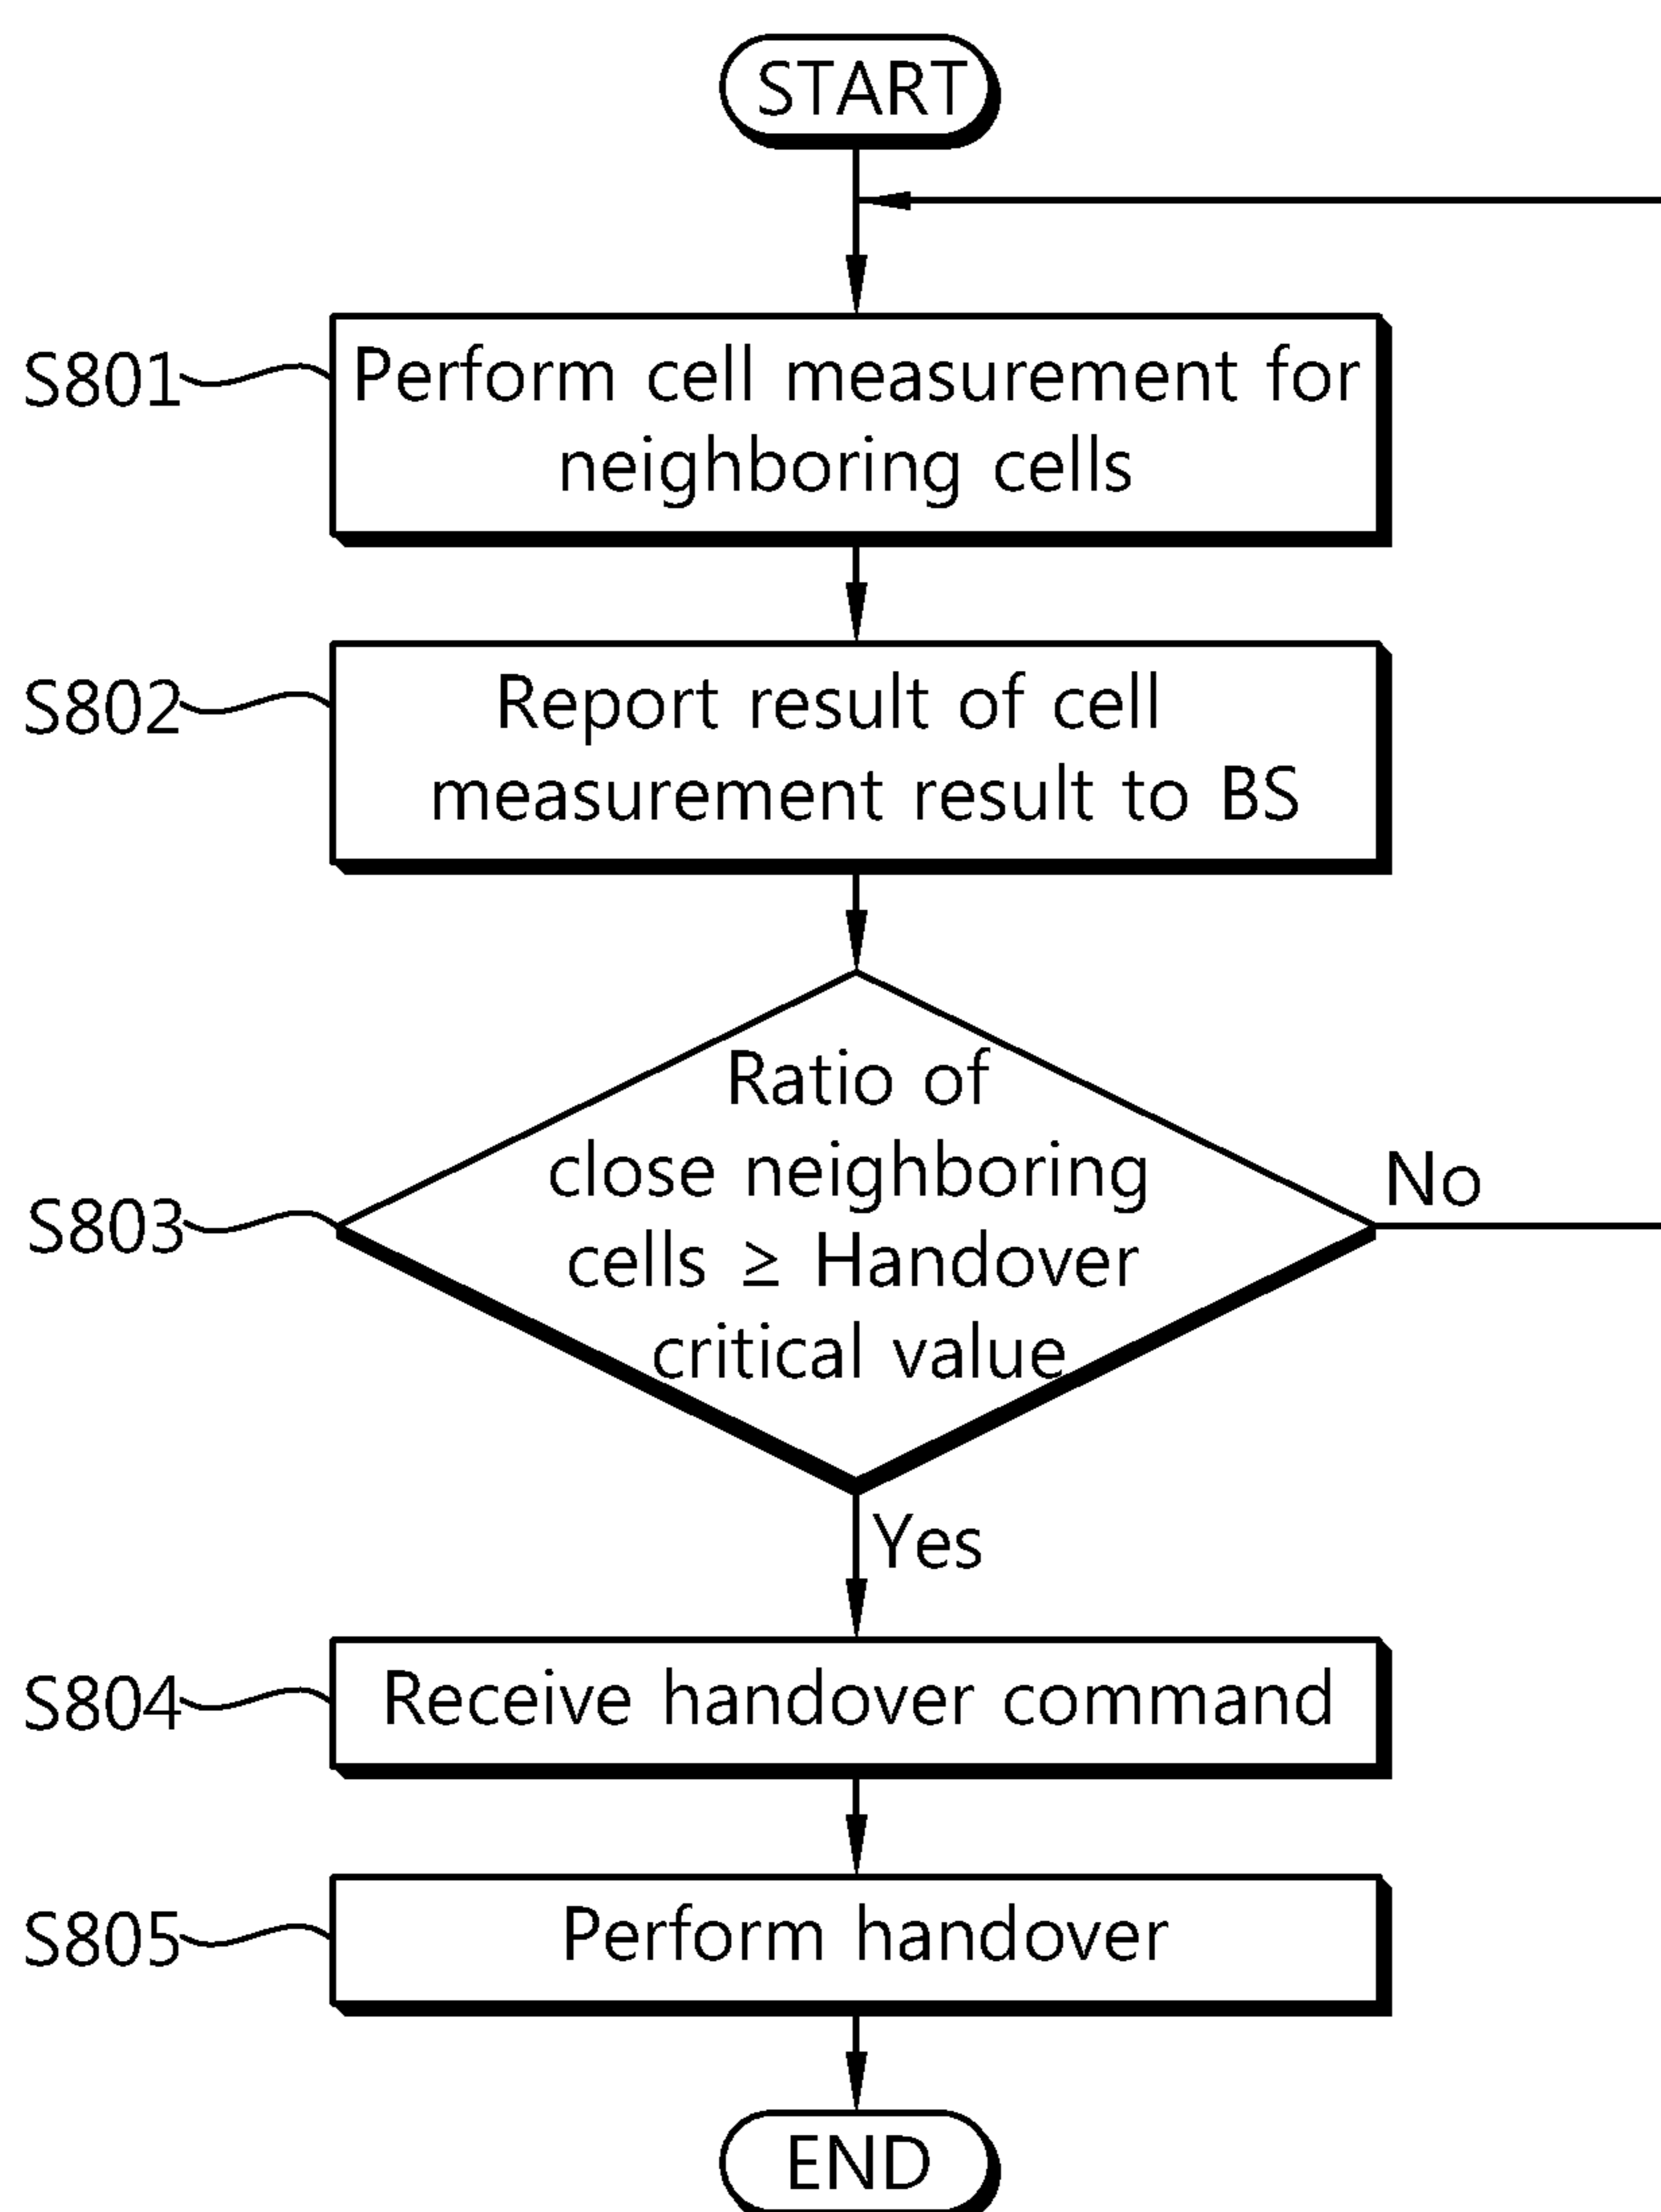 START
S801
Perform cell measurement for
neighboring cells
S802
Report result of cell
measurement result to BS
S803
Ratio of
close neighboring
cells ≥ Handover
critical value
No
Yes
S804
Receive handover command
S805
Perform handover
END